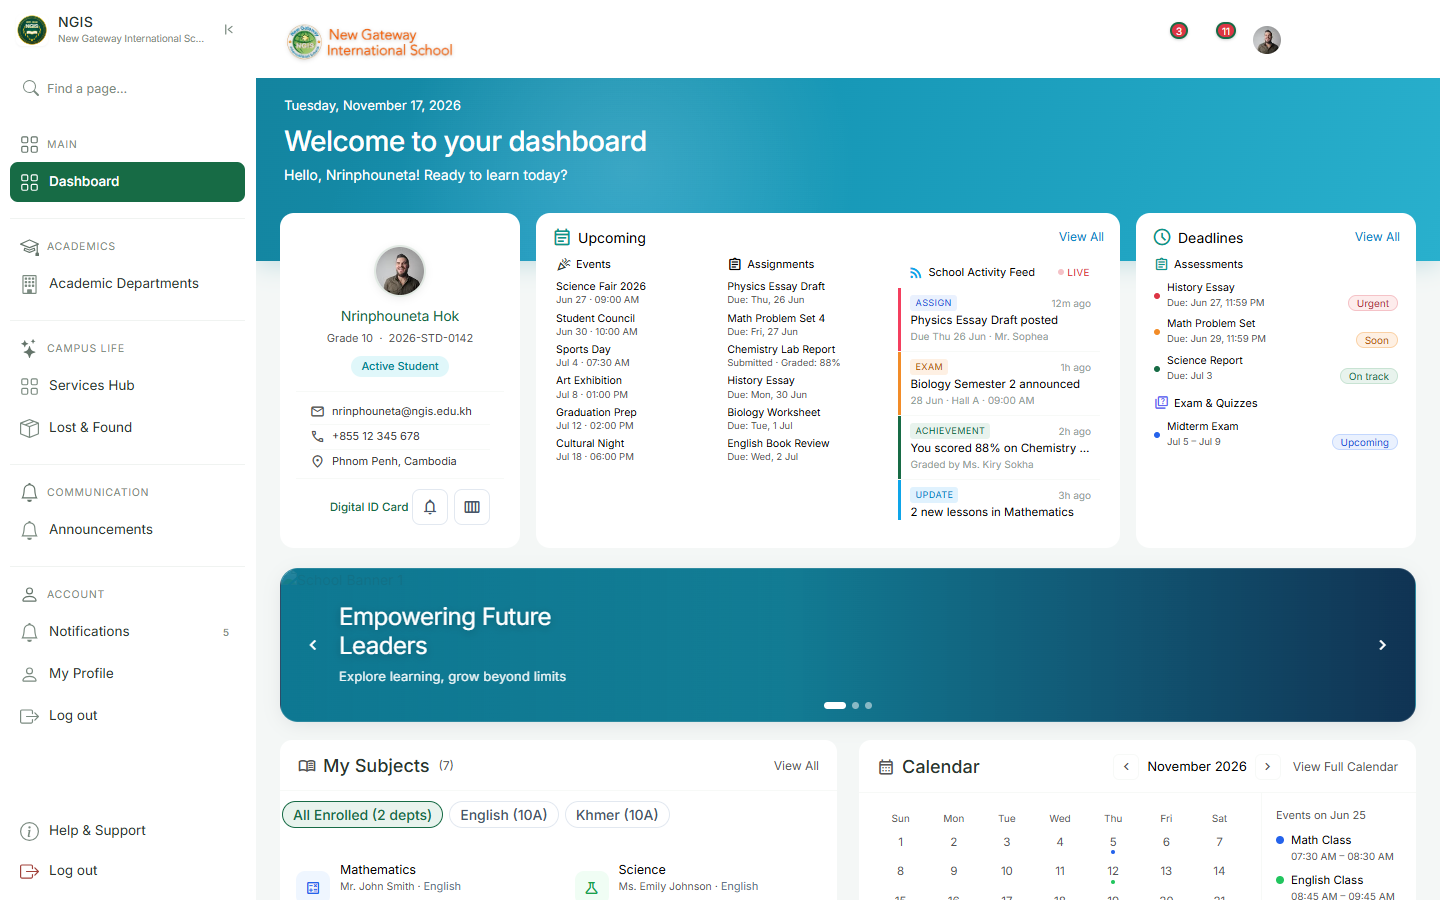 NGIS
New Gateway International Sc...
Find a page...
MAIN
Dashboard
ACADEMICS
Academic Departments
CAMPUS LIFE
Services Hub
Lost & Found
COMMUNICATION
Announcements
ACCOUNT
Notifications
5
My Profile
Log out
Help & Support
Log out
New Gateway
International School
3
11
Tuesday, November 17, 2026
Welcome to your dashboard
Hello, Nrinphouneta! Ready to learn today?
Nrinphouneta Hok
Grade 10 · 2026-STD-0142
Active Student
nrinphouneta@ngis.edu.kh
+855 12 345 678
Phnom Penh, Cambodia
Digital ID Card
Upcoming
View All
Events
Science Fair 2026
Jun 27 · 09:00 AM
Student Council
Jun 30 · 10:00 AM
Sports Day
Jul 4 · 07:30 AM
Art Exhibition
Jul 8 · 01:00 PM
Graduation Prep
Jul 12 · 02:00 PM
Cultural Night
Jul 18 · 06:00 PM
Assignments
Physics Essay Draft
Due: Thu, 26 Jun
Math Problem Set 4
Due: Fri, 27 Jun
Chemistry Lab Report
Submitted · Graded: 88%
History Essay
Due: Mon, 30 Jun
Biology Worksheet
Due: Tue, 1 Jul
English Book Review
Due: Wed, 2 Jul
School Activity Feed
LIVE
ASSIGN
12m ago
Physics Essay Draft posted
Due Thu 26 Jun · Mr. Sophea
EXAM
1h ago
Biology Semester 2 announced
28 Jun · Hall A · 09:00 AM
ACHIEVEMENT
2h ago
You scored 88% on Chemistry ...
Graded by Ms. Kiry Sokha
UPDATE
3h ago
2 new lessons in Mathematics
Deadlines
View All
Assessments
History Essay
Due: Jun 27, 11:59 PM
Urgent
Math Problem Set
Due: Jun 29, 11:59 PM
Soon
Science Report
Due: Jul 3
On track
Exam & Quizzes
Midterm Exam
Jul 5 – Jul 9
Upcoming
School Banner 1
Empowering Future
Leaders
Explore learning, grow beyond limits
My Subjects (7)
View All
All Enrolled (2 depts)
English (10A)
Khmer (10A)
Mathematics
Mr. John Smith · English
Science
Ms. Emily Johnson · English
Calendar
November 2026
View Full Calendar
Sun Mon Tue Wed Thu Fri Sat
1 2 3 4 5 6 7
8 9 10 11 12 13 14
15 16 17 18 19 20 21
Events on Jun 25
Math Class
07:30 AM – 08:30 AM
English Class
08:45 AM – 09:45 AM